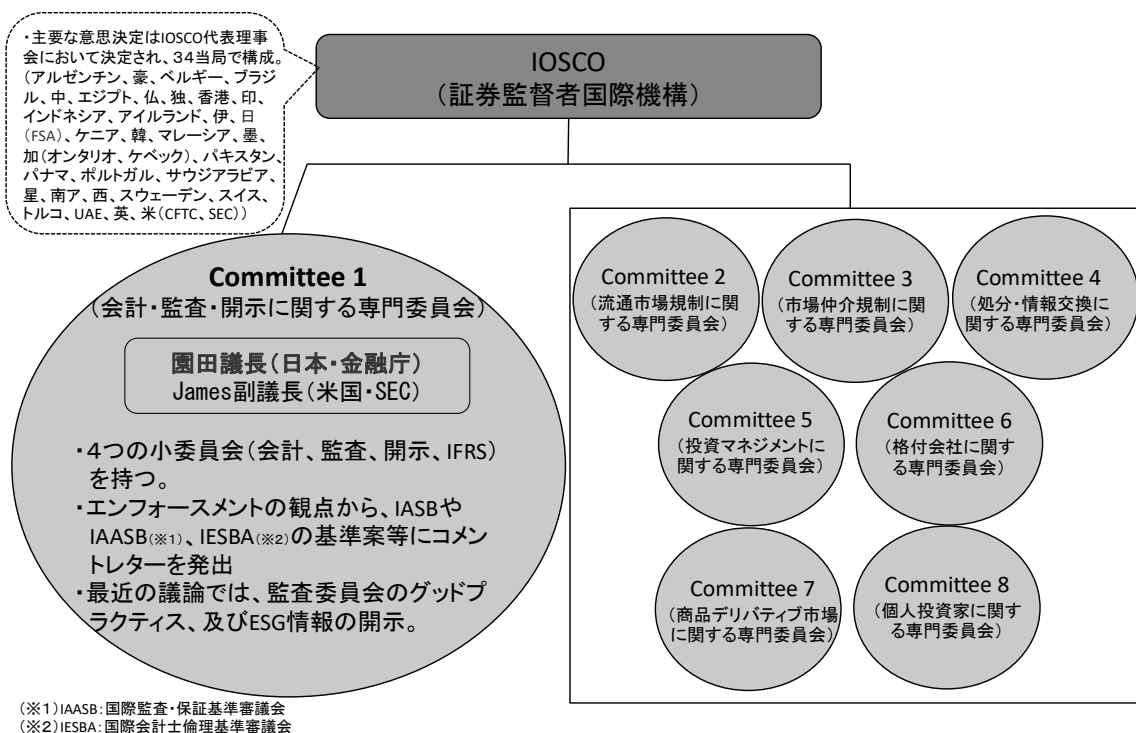 ・主要な意思決定はIOSCO代表理事
会において決定され、34当局で構成。
（アルゼンチン、豪、ベルギー、ブラジ
ル、中、エジプト、仏、独、香港、印、
インドネシア、アイルランド、伊、日
（FSA）、ケニア、韓、マレーシア、墨、
加（オンタリオ、ケベック）、パキスタン、
パナマ、ポルトガル、サウジアラビア、
星、南ア、西、スウェーデン、スイス、
トルコ、UAE、英、米（CFTC、SEC））
IOSCO
（証券監督者国際機構）
Committee 1
（会計・監査・開示に関する専門委員会）
園田議長（日本・金融庁）
James副議長（米国・SEC）
・4つの小委員会（会計、監査、開示、IFRS）
を持つ。
・エンフォースメントの観点から、IASBや
IAASB（※1）、IESBA（※2）の基準案等にコメン
トレターを発出
・最近の議論では、監査委員会のグッドプ
ラクティス、及びESG情報の開示。
Committee 2
（流通市場規制に関
する専門委員会）
Committee 3
（市場仲介規制に関
する専門委員会）
Committee 4
（処分・情報交換に
関する専門委員会）
Committee 5
（投資マネジメントに
関する専門委員会）
Committee 6
（格付会社に関す
る専門委員会）
Committee 7
（商品デリバティブ市場
に関する専門委員会）
Committee 8
（個人投資家に関す
る専門委員会）
（※1）IAASB：国際監査・保証基準審議会
（※2）IESBA：国際会計士倫理基準審議会